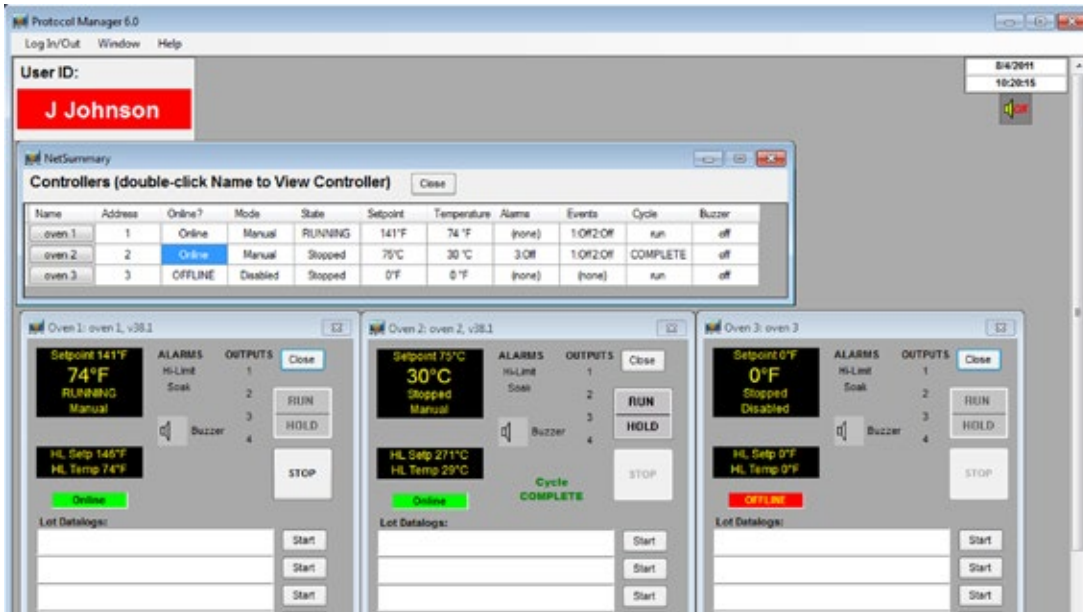 Protocol Manager 6.0
Log In/Out Window Help
User ID:
J Johnson
8/4/2011
10:20:15
Off
NetSummary
Controllers (double-click Name to View Controller) Close
Name Address Online? Mode State Setpoint Temperature Alarms Events Cycle Buzzer
oven 1 1 Online Manual RUNNING 141°F 74 °F (none) 1:Off2:Off run off
oven 2 2 Online Manual Stopped 75°C 30 °C 3:Off 1:Off2:Off COMPLETE off
oven 3 3 OFFLINE Disabled Stopped 0°F 0 °F (none) (none) run off
Oven 1: oven 1, v38.1
Setpoint 141°F
74°F
RUNNING
Manual
ALARMS OUTPUTS Close
Hi-Limit 1
Soak 2
3
Buzzer 4
RUN
HOLD
HL Setp 146°F
HL Temp 74°F
STOP
Online
Lot Datalogs:
Start
Start
Start
Oven 2: oven 2, v38.1
Setpoint 75°C
30°C
Stopped
Manual
ALARMS OUTPUTS Close
Hi-Limit 1
Soak 2
3
Buzzer 4
RUN
HOLD
HL Setp 271°C
HL Temp 29°C
STOP
Cycle
COMPLETE
Online
Lot Datalogs:
Start
Start
Start
Oven 3: oven 3
Setpoint 0°F
0°F
Stopped
Disabled
ALARMS OUTPUTS Close
Hi-Limit 1
Soak 2
3
Buzzer 4
RUN
HOLD
HL Setp 0°F
HL Temp 0°F
STOP
OFFLINE
Lot Datalogs:
Start
Start
Start